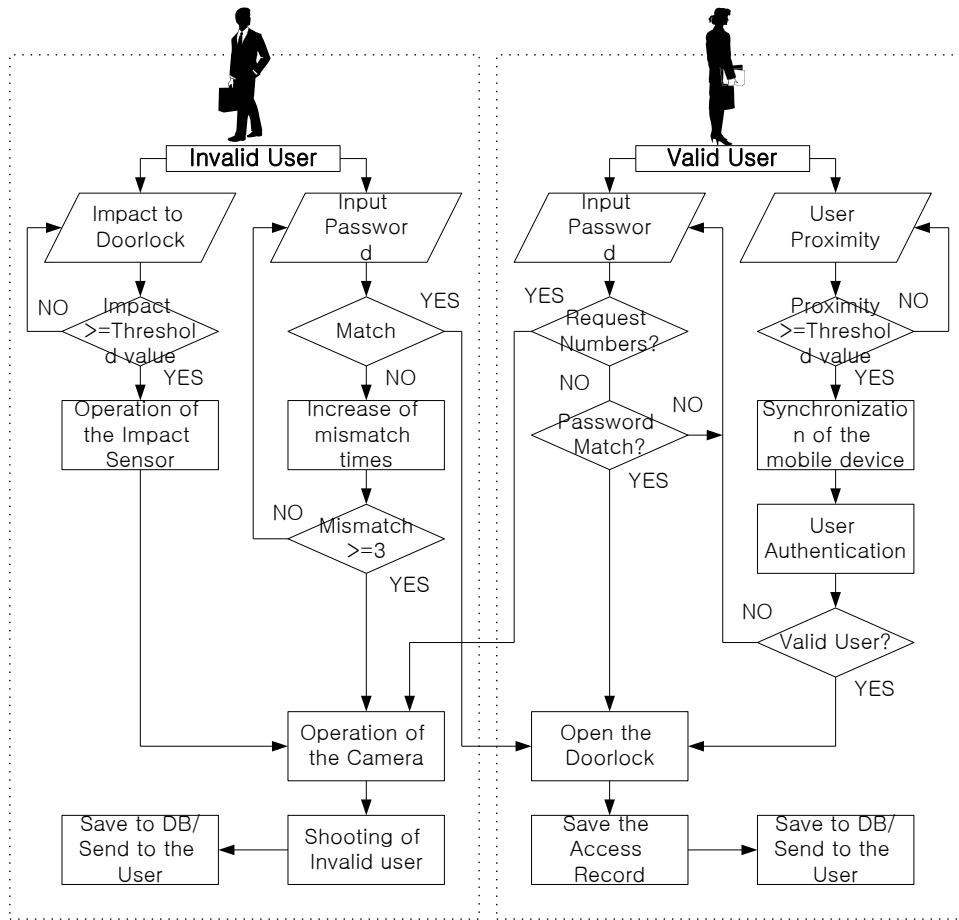 Invalid User
Valid User
Impact to
Doorlock
Input
Passwor
d
Input
Passwor
d
User
Proximity
NO
Impact
>=Threshol
d value
YES
Match
YES
NO
YES
Request
Numbers?
NO
Proximity
>=Threshol
d value
NO
YES
Operation of
the Impact
Sensor
Increase of
mismatch
times
Password
Match?
NO
YES
Synchronizatio
n of the
mobile device
NO
Mismatch
>=3
YES
User
Authentication
NO
Valid User?
YES
Operation of
the Camera
Open the
Doorlock
Save to DB/
Send to the
User
Shooting of
Invalid user
Save the
Access
Record
Save to DB/
Send to the
User